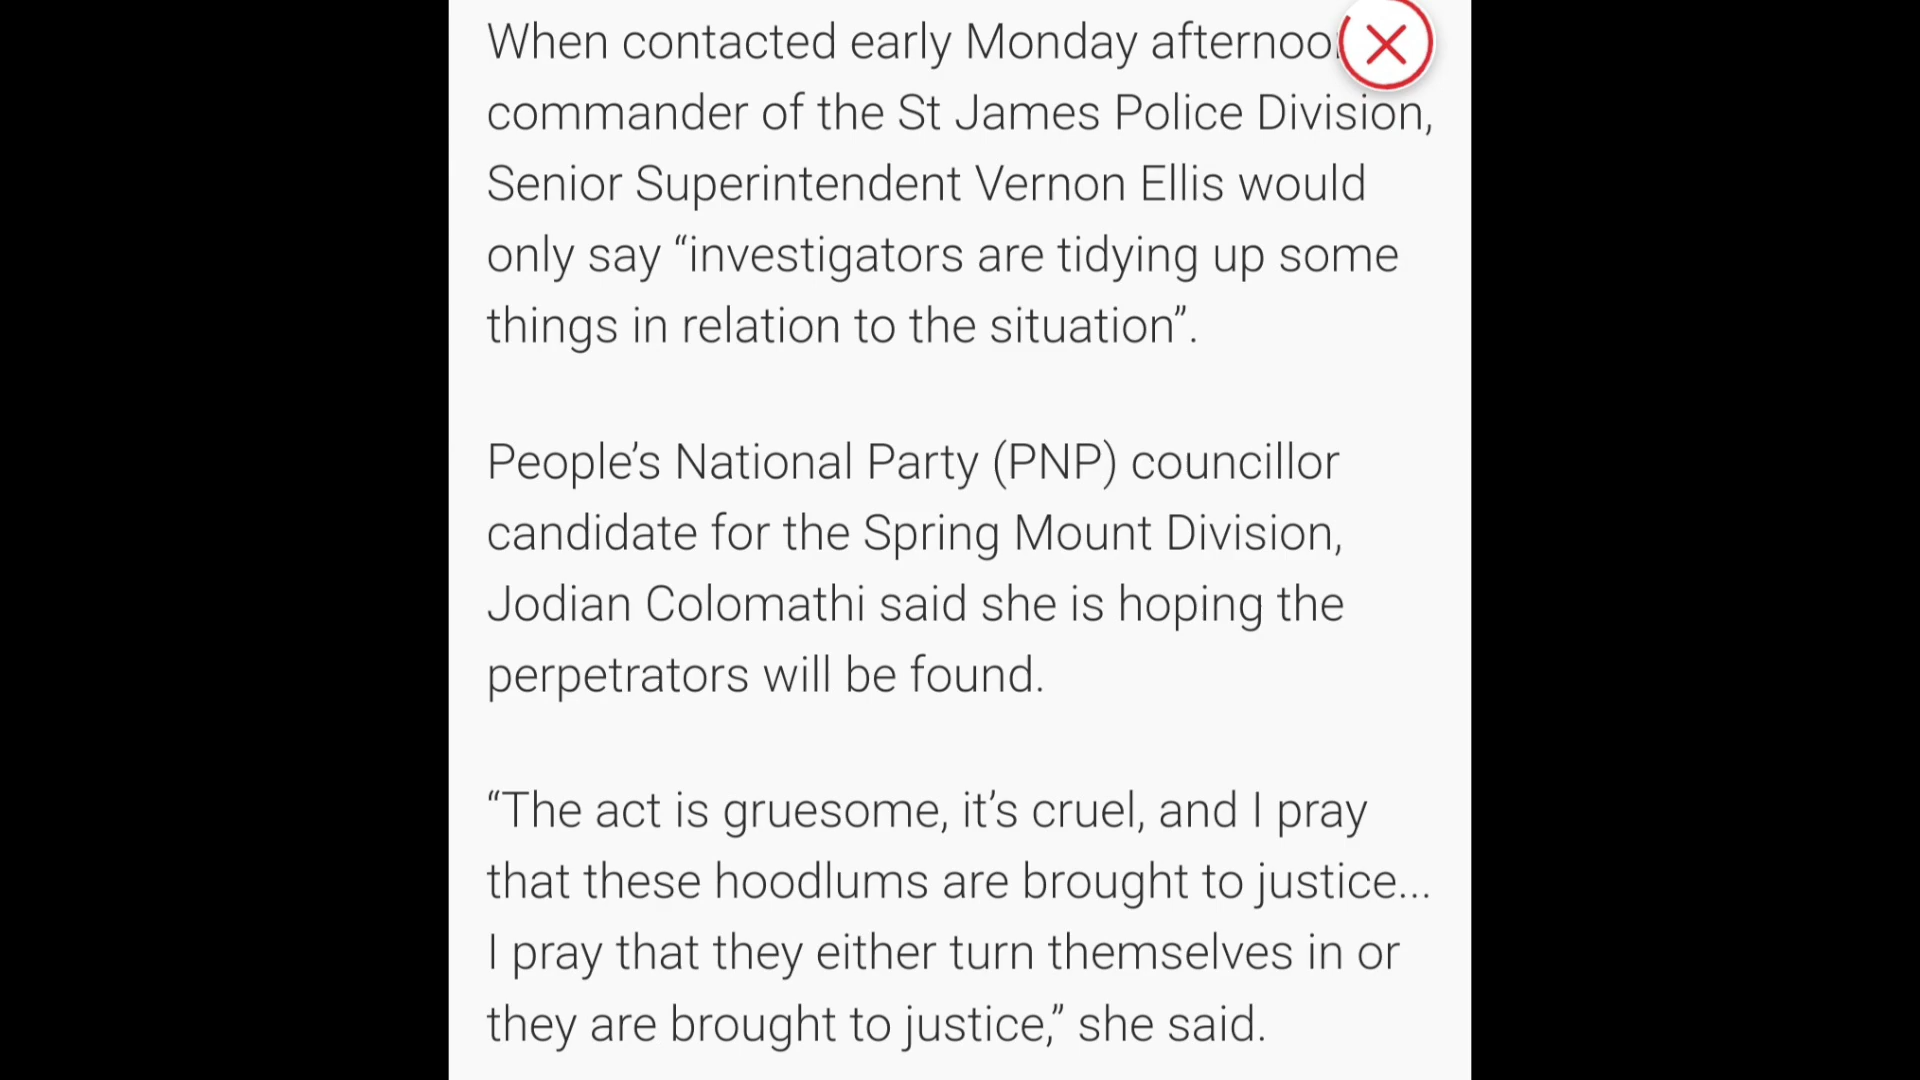 When contacted early Monday
commander of the St James Police Division,
Senior Superintendent Vernon Ellis would
only say “investigators are tidying up some
things in relation to the situation”.
People’s National Party (PNP) councillor
candidate for the Spring Mount Division,
Jodian Colomathi said she is hoping the
perpetrators will be found.
“The act is gruesome, it’s cruel, and I pray
that these hoodlums are brought to justice...
I pray that they either turn themselves in or
they are brought to justice,” she said.